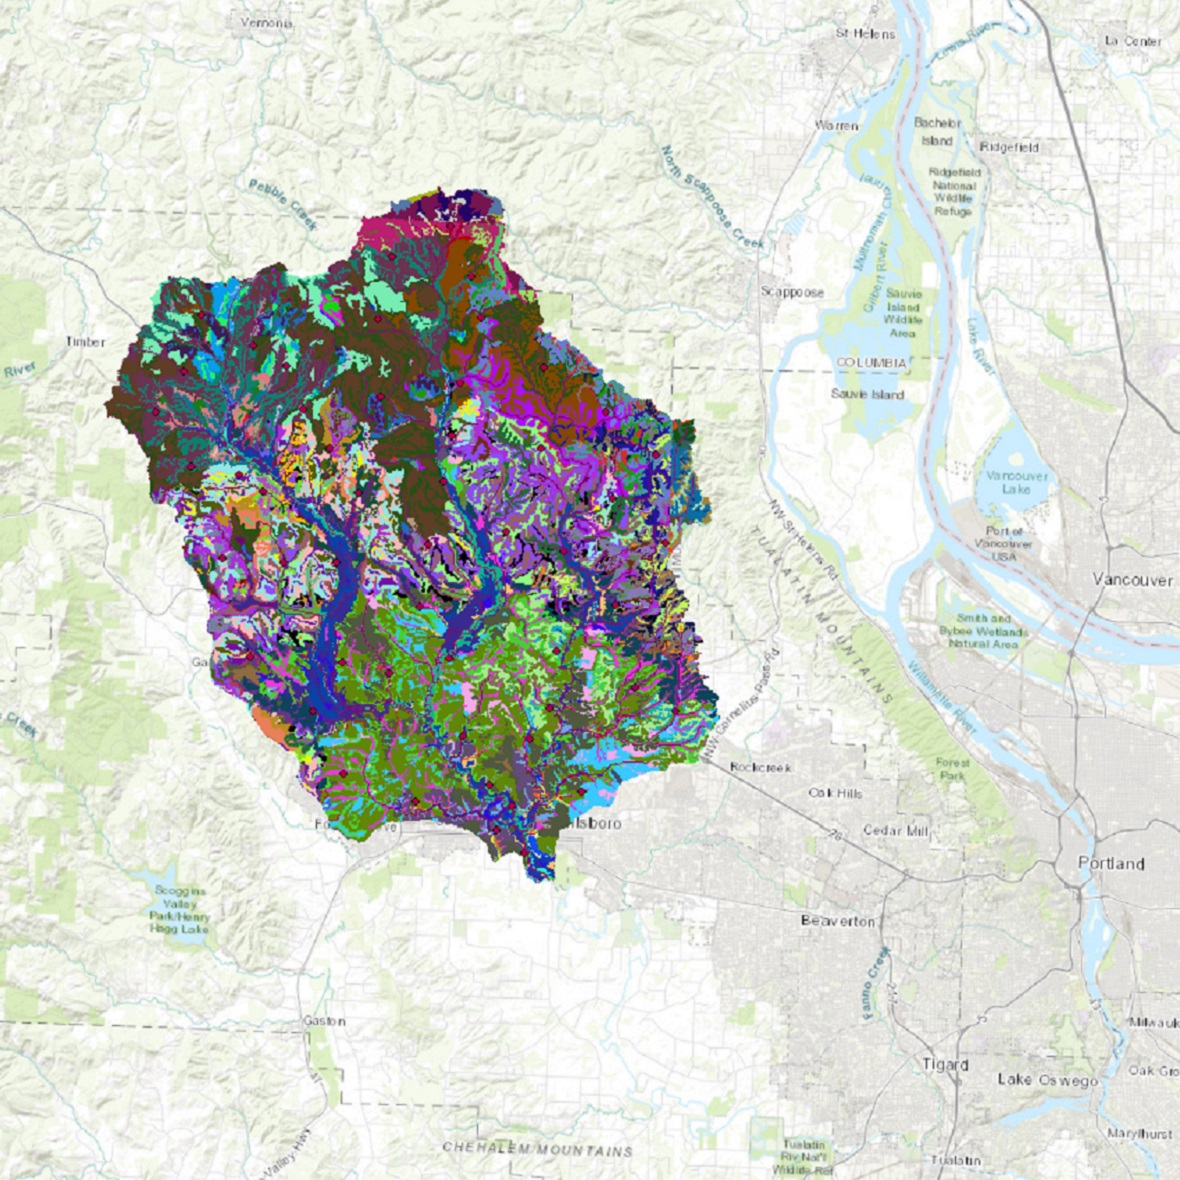 Vernonia
St Helens
La Center
Lewis River
Warren
Bachelor
Island
Ridgefield
North Scappoose Creek
Pebble Creek
Ridgefield
National
Wildlife
Refuge
Multnomah Channel
Gilbert River
Scappoose
Sauvie
Island
Wildlife
Area
Lake River
Timber
River
COLUMBIA
Sauvie Island
Vancouver
Lake
NW St Helens Rd
Port of
Vancouver
USA
TUALATIN MOUNTAINS
Vancouver
Smith and
Bybee Wetlands
Natural Area
Ga
Willamette River
NW Cornelius Pass Rd
Creek
Rockcreek
Forest
Park
Oak Hills
Fo
ve
lsboro
26
Cedar Mill
Portland
Scoggins
Valley
Park/Henry
Hagg Lake
Beaverton
Fanno Creek
217
Gaston
Milwauk
Tigard
Lake Oswego
Oak Gro
Marylhurst
CHEHALEM MOUNTAINS
Valley Hwy
Tualatin
Riv Nat'l
Wildlife Ref
Tualatin